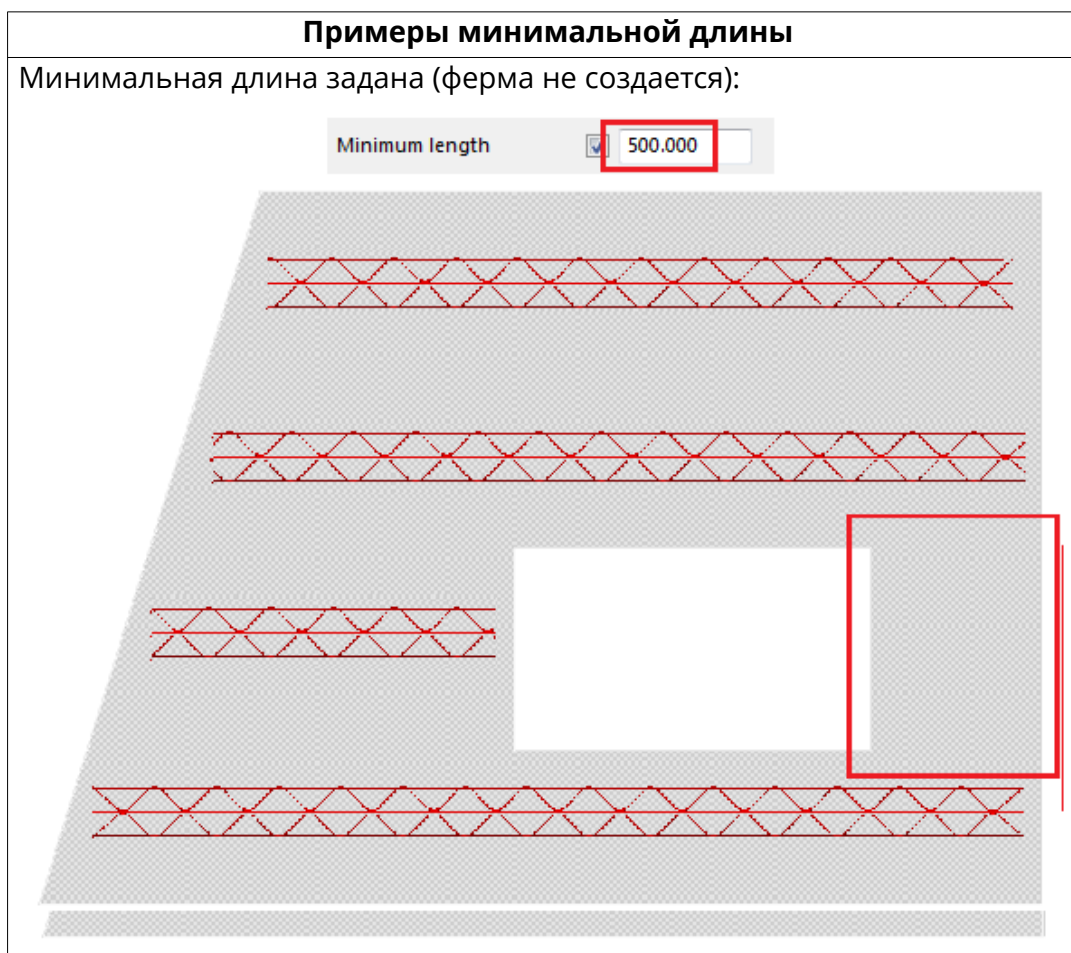 Примеры минимальной длины
Минимальная длина задана (ферма не создается):
Minimum length 500.000